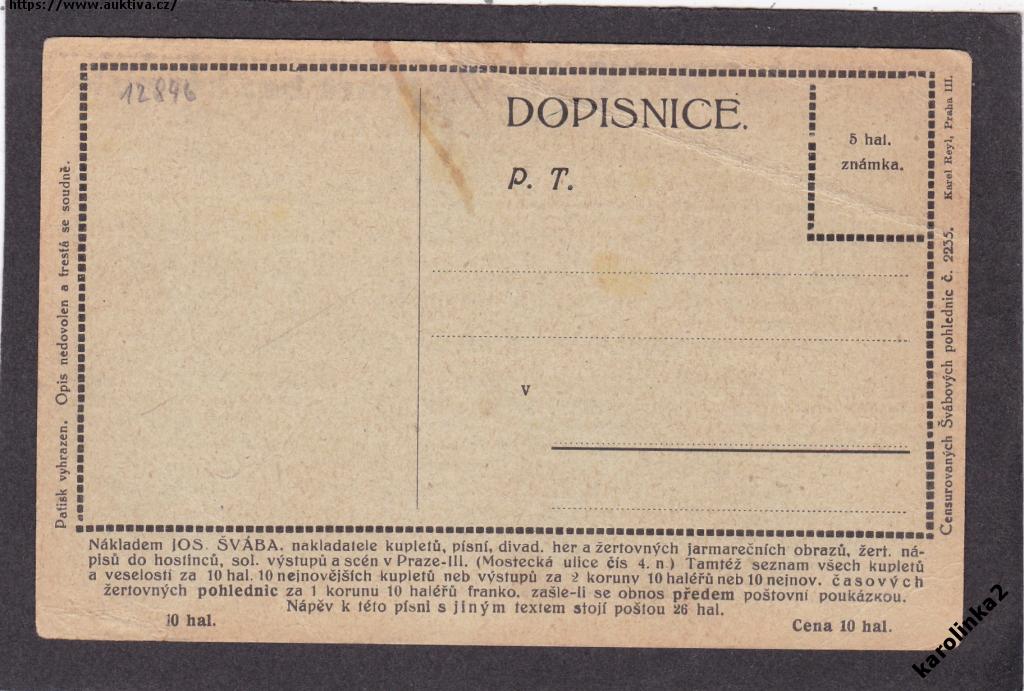 https://www.auktiva.cz/
12846
DOPISNICE.
P. T.
5 hal.
známka.
v
Patisk vyhrazen. Opis nedovolen a trestá se soudně.
Censurovaných Švábových pohlednic č. 2235. Karel Reyl, Praha III.
Nákladem JOS. ŠVÁBA, nakladatele kupletů, písní, divad. her a žertovných jarmarečních obrazů, žert. ná-
pisů do hostinců, sol. výstupů a scén v Praze-III. (Mostecká ulice čís 4. n.) Tamtéž seznam všech kupletů
a veselostí za 10 hal. 10 nejnovějších kupletů neb výstupů za 2 koruny 10 haléřů neb 10 nejnov. časových
žertovných pohlednic za 1 korunu 10 haléřů franko. zašle-li se obnos předem poštovní poukázkou.
Nápěv k této písni s jiným textem stojí poštou 26 hal.
10 hal.
Cena 10 hal.
karolinka2